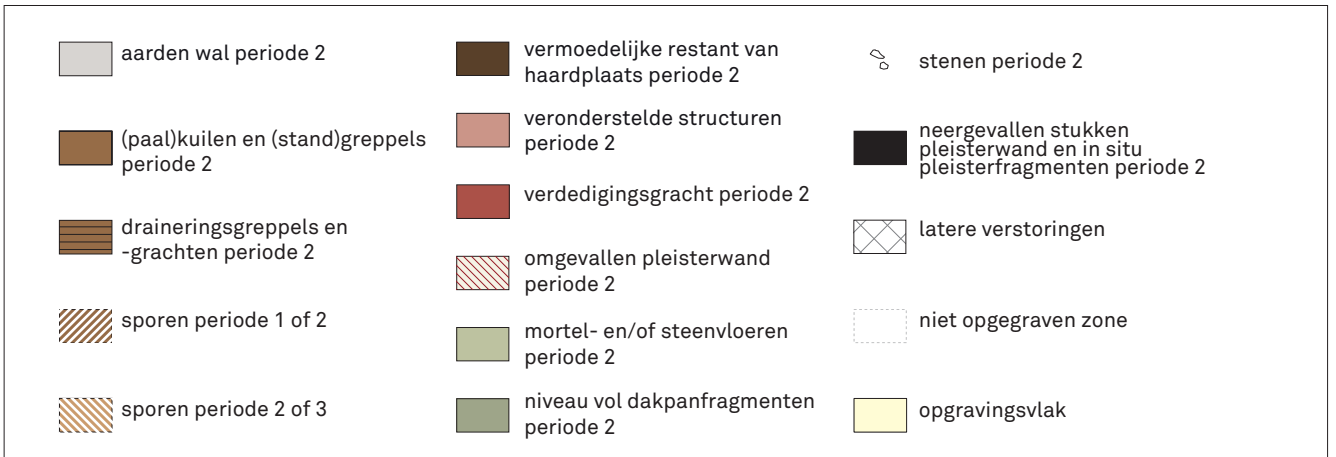 aarden wal periode 2
(paal)kuilen en (stand)greppels
periode 2
draineringsgreppels en
-grachten periode 2
sporen periode 1 of 2
sporen periode 2 of 3
vermoedelijke restant van
haardplaats periode 2
veronderstelde structuren
periode 2
verdedigingsgracht periode 2
omgevallen pleisterwand
periode 2
mortel- en/of steenvloeren
periode 2
niveau vol dakpanfragmenten
periode 2
stenen periode 2
neergevallen stukken
pleisterwand en in situ
pleisterfragmenten periode 2
latere verstoringen
niet opgegraven zone
opgravingsvlak